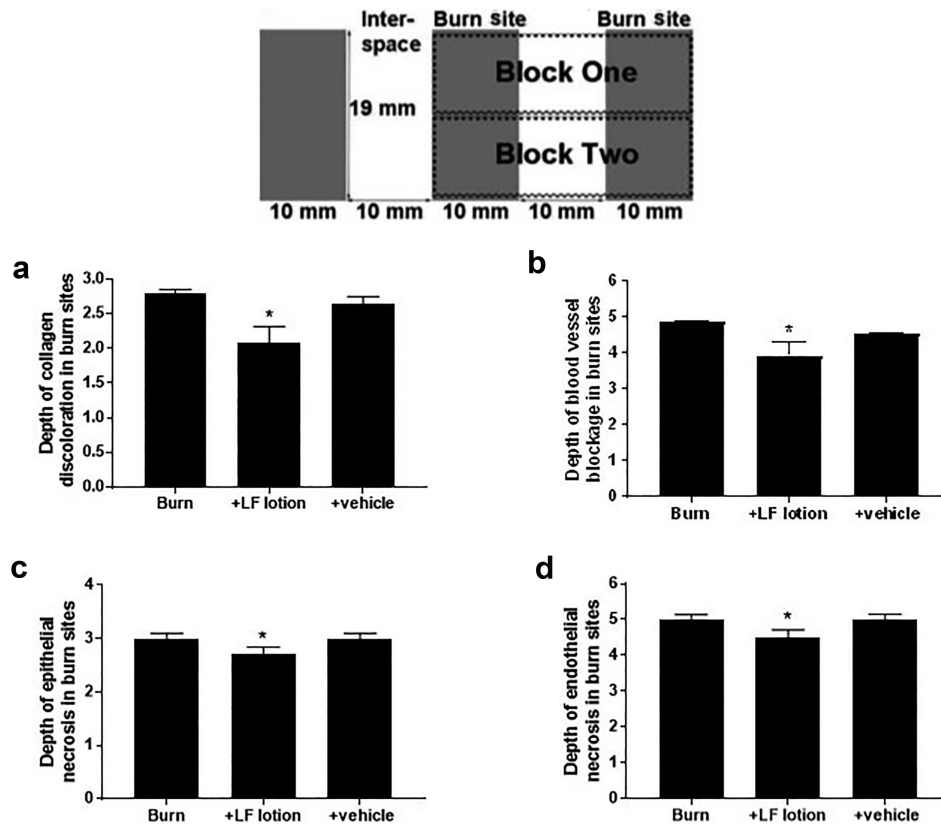 Inter-
space
Burn site
Burn site
Block One
19 mm
Block Two
10 mm
10 mm
10 mm
10 mm
10 mm
a
Depth of collagen
discoloration in burn sites
3.0
2.5
2.0
1.5
1.0
0.5
0.0
*
Burn
+LF lotion
+vehicle
b
Depth of blood vessel
blockage in burn sites
6
5
4
3
2
1
0
*
Burn
+LF lotion
+vehicle
c
Depth of epithelial
necrosis in burn sites
4
3
2
1
0
*
Burn
+LF lotion
+vehicle
d
Depth of endothelial
necrosis in burn sites
6
5
4
3
2
1
0
*
Burn
+LF lotion
+vehicle